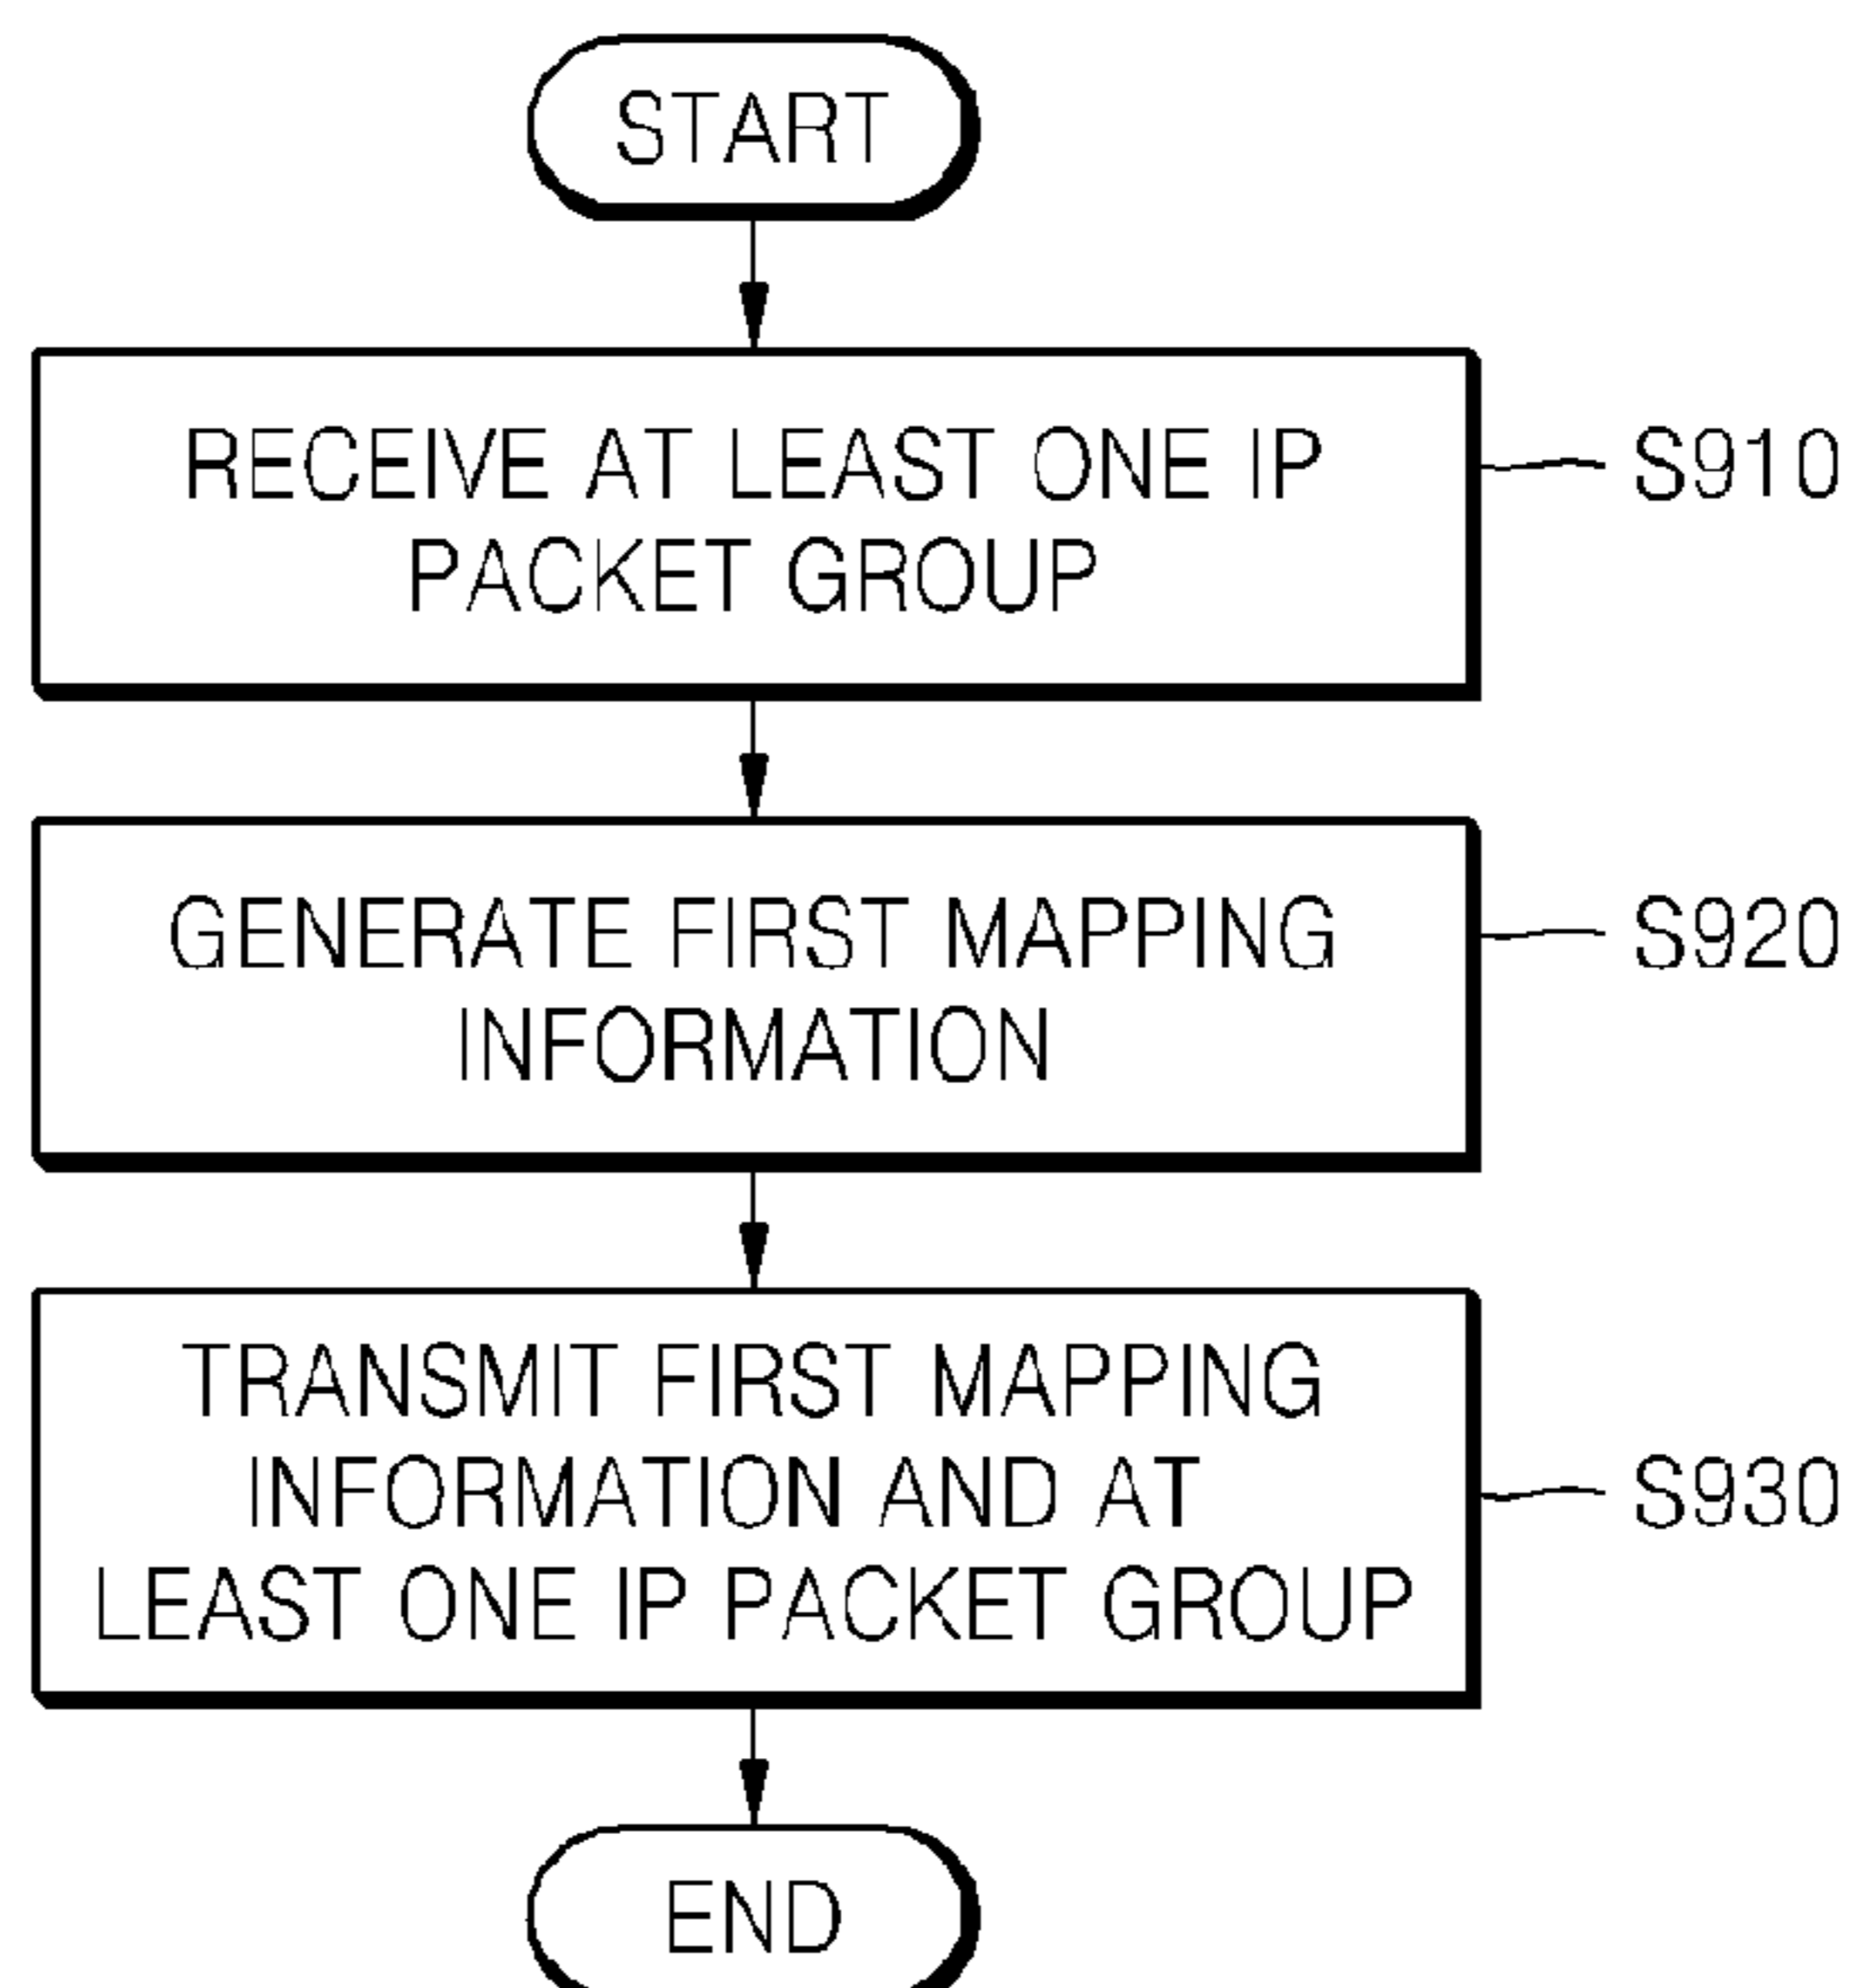 START
RECEIVE AT LEAST ONE IP
PACKET GROUP
S910
GENERATE FIRST MAPPING
INFORMATION
S920
TRANSMIT FIRST MAPPING
INFORMATION AND AT
LEAST ONE IP PACKET GROUP
S930
END